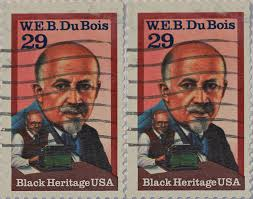 W.E.B. Du Bois
29
Black Heritage USA
W.E.B. Du Bois
29
Black Heritage USA